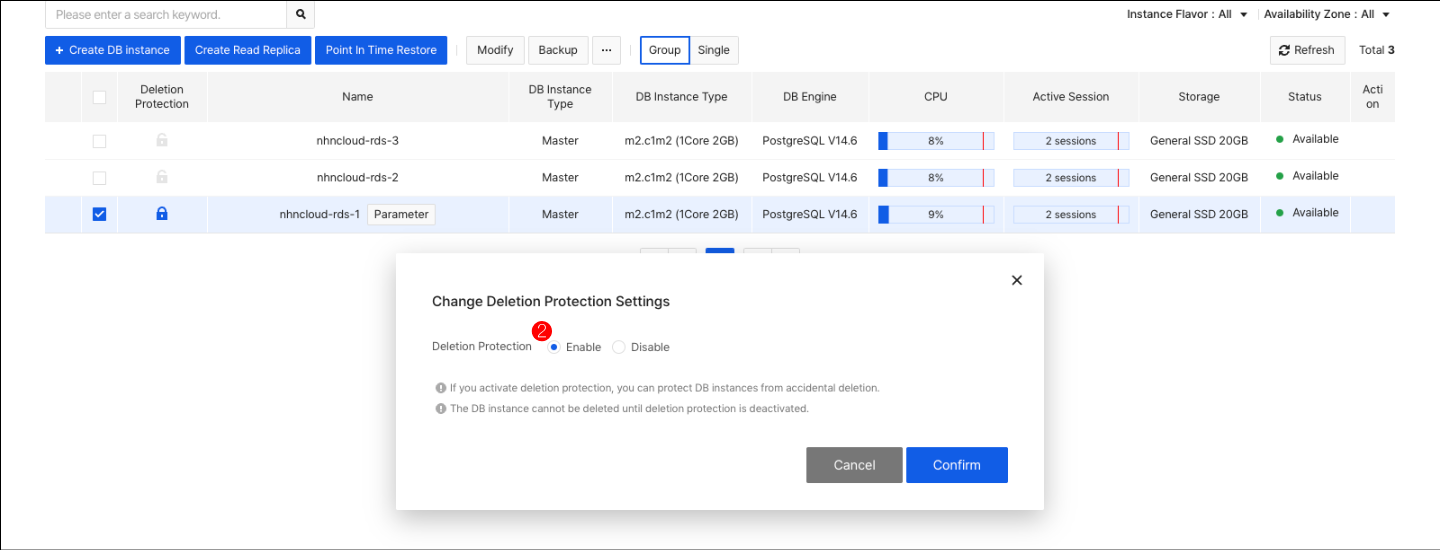 Please enter a search keyword.
Instance Flavor : All
Availability Zone : All
+ Create DB instance
Create Read Replica
Point In Time Restore
Modify
Backup
...
Group
Single
Refresh
Total 3
Deletion
Protection
Name
DB Instance
Type
DB Instance Type
DB Engine
CPU
Active Session
Storage
Status
Acti
on
nhncloud-rds-3 Master m2.c1m2 (1Core 2GB) PostgreSQL V14.6 8% 2 sessions General SSD 20GB Available
nhncloud-rds-2 Master m2.c1m2 (1Core 2GB) PostgreSQL V14.6 8% 2 sessions General SSD 20GB Available
nhncloud-rds-1 Parameter Master m2.c1m2 (1Core 2GB) PostgreSQL V14.6 9% 2 sessions General SSD 20GB Available
Change Deletion Protection Settings
2
Deletion Protection Enable Disable
If you activate deletion protection, you can protect DB instances from accidental deletion.
The DB instance cannot be deleted until deletion protection is deactivated.
Cancel
Confirm